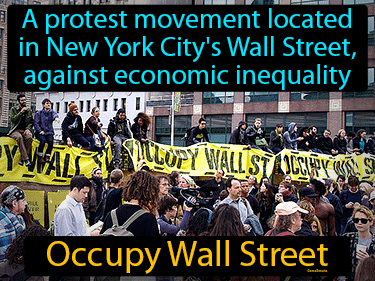 A protest movement located
in New York City's Wall Street,
against economic inequality
WALL OCCUPY WALL STREET OCCUPY WALL
Occupy Wall Street